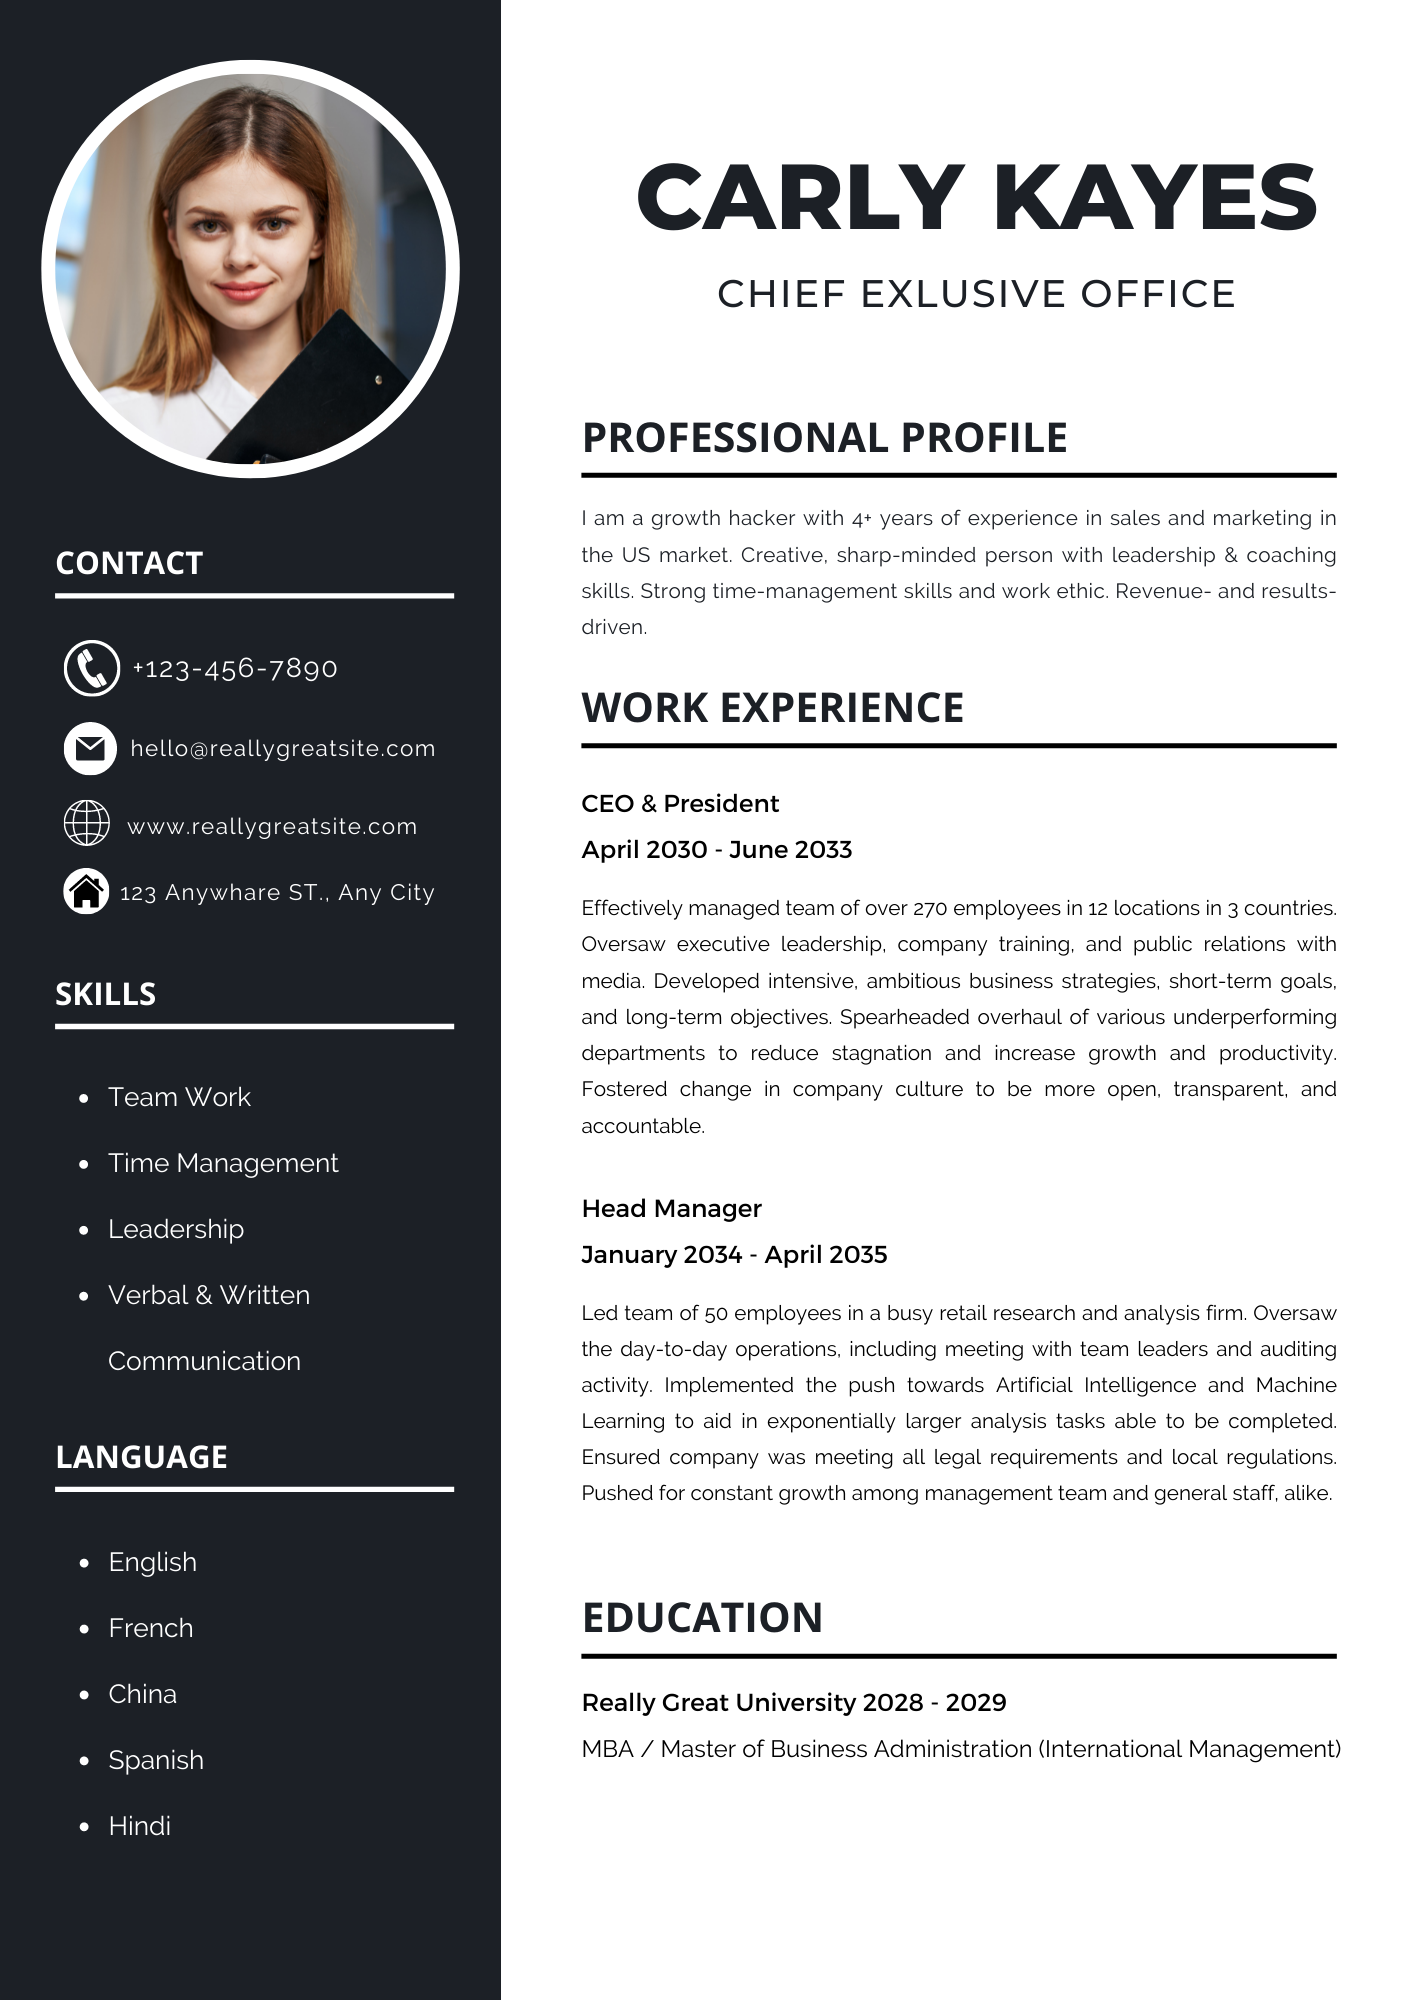 CONTACT
+123-456-7890
hello@reallygreatsite.com
www.reallygreatsite.com
123 Anywhare ST., Any City
SKILLS
Team Work
Time Management
Leadership
Verbal & Written
Communication
LANGUAGE
English
French
China
Spanish
Hindi
CARLY KAYES
CHIEF EXLUSIVE OFFICE
PROFESSIONAL PROFILE
I am a growth hacker with 4+ years of experience in sales and marketing in
the US market. Creative, sharp-minded person with leadership & coaching
skills. Strong time-management skills and work ethic. Revenue- and results-
driven.
WORK EXPERIENCE
CEO & President
April 2030 - June 2033
Effectively managed team of over 270 employees in 12 locations in 3 countries.
Oversaw executive leadership, company training, and public relations with
media. Developed intensive, ambitious business strategies, short-term goals,
and long-term objectives. Spearheaded overhaul of various underperforming
departments to reduce stagnation and increase growth and productivity.
Fostered change in company culture to be more open, transparent, and
accountable.
Head Manager
January 2034 - April 2035
Led team of 50 employees in a busy retail research and analysis firm. Oversaw
the day-to-day operations, including meeting with team leaders and auditing
activity. Implemented the push towards Artificial Intelligence and Machine
Learning to aid in exponentially larger analysis tasks able to be completed.
Ensured company was meeting all legal requirements and local regulations.
Pushed for constant growth among management team and general staff, alike.
EDUCATION
Really Great University 2028 - 2029
MBA / Master of Business Administration (International Management)